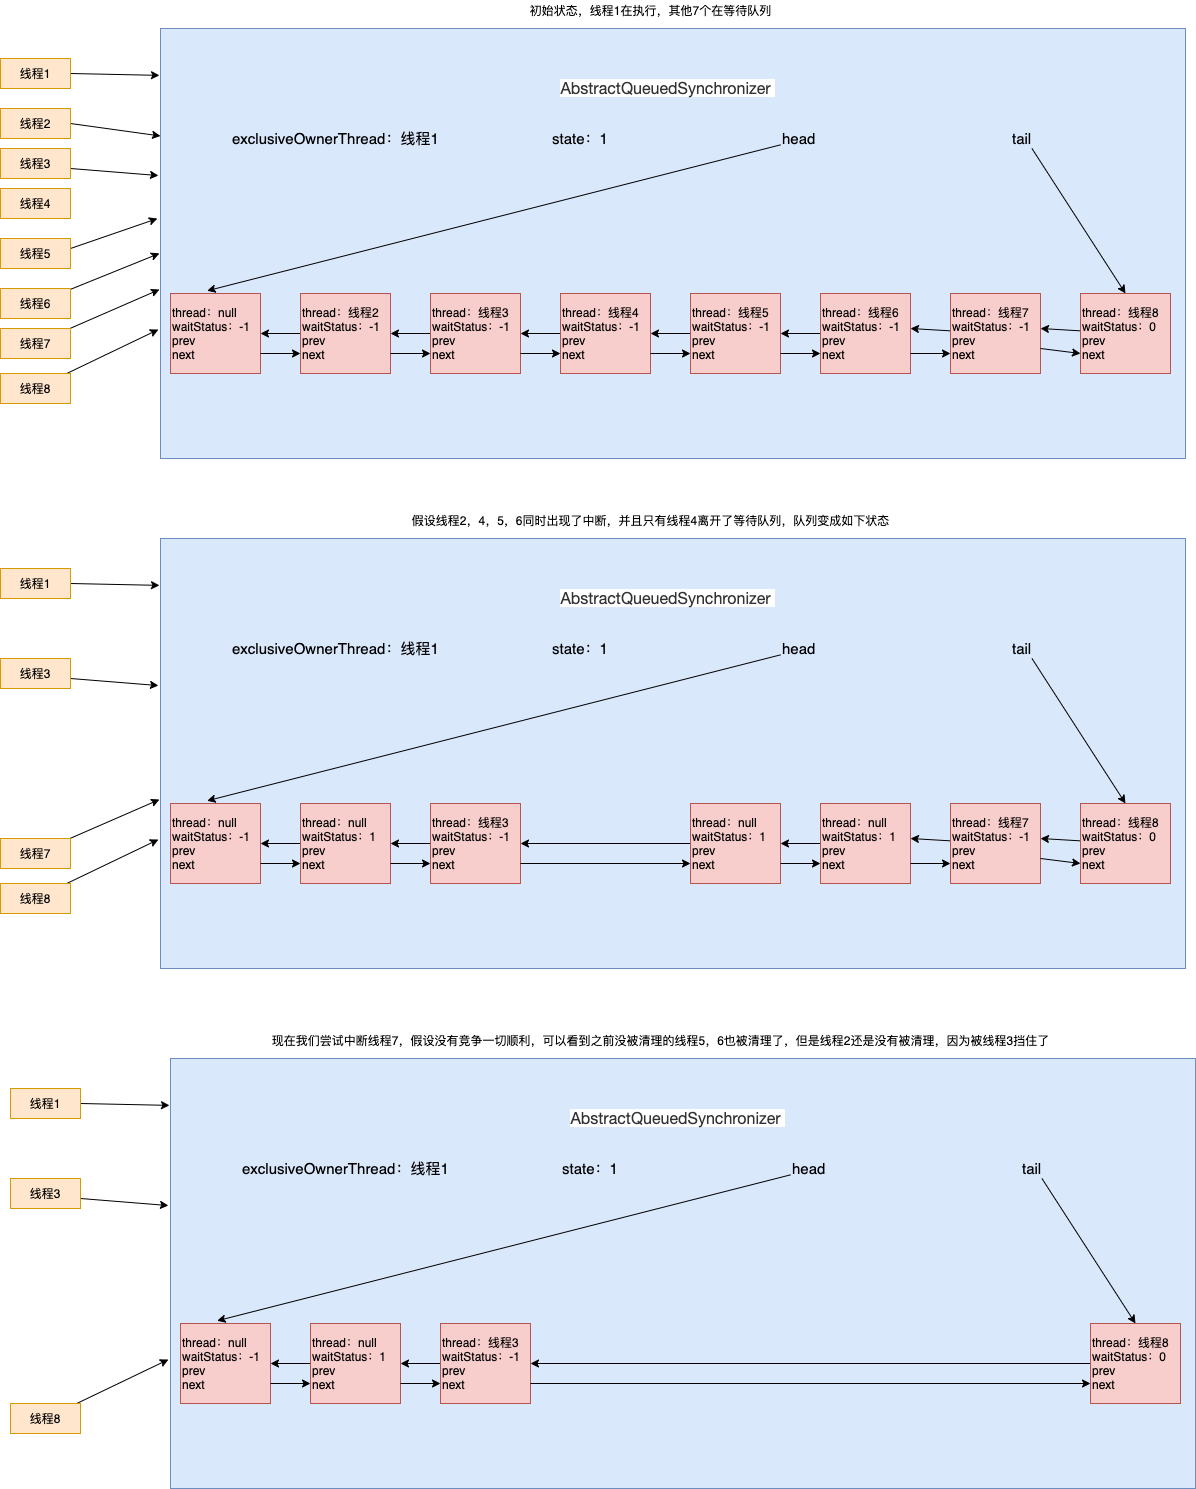 初始状态，线程1在执行，其他7个在等待队列
线程1
线程2
线程3
线程4
线程5
线程6
线程7
线程8
AbstractQueuedSynchronizer
exclusiveOwnerThread：线程1
state：1
head
tail
thread：null
waitStatus：-1
prev
next
thread：线程2
waitStatus：-1
prev
next
thread：线程3
waitStatus：-1
prev
next
thread：线程4
waitStatus：-1
prev
next
thread：线程5
waitStatus：-1
prev
next
thread：线程6
waitStatus：-1
prev
next
thread：线程7
waitStatus：-1
prev
next
thread：线程8
waitStatus：0
prev
next
假设线程2，4，5，6同时出现了中断，并且只有线程4离开了等待队列，队列变成如下状态
线程1
线程3
线程7
线程8
AbstractQueuedSynchronizer
exclusiveOwnerThread：线程1
state：1
head
tail
thread：null
waitStatus：-1
prev
next
thread：null
waitStatus：1
prev
next
thread：线程3
waitStatus：-1
prev
next
thread：null
waitStatus：1
prev
next
thread：null
waitStatus：1
prev
next
thread：线程7
waitStatus：-1
prev
next
thread：线程8
waitStatus：0
prev
next
现在我们尝试中断线程7，假设没有竞争一切顺利，可以看到之前没被清理的线程5，6也被清理了，但是线程2还是没有被清理，因为被线程3挡住了
线程1
线程3
线程8
AbstractQueuedSynchronizer
exclusiveOwnerThread：线程1
state：1
head
tail
thread：null
waitStatus：-1
prev
next
thread：null
waitStatus：1
prev
next
thread：线程3
waitStatus：-1
prev
next
thread：线程8
waitStatus：0
prev
next